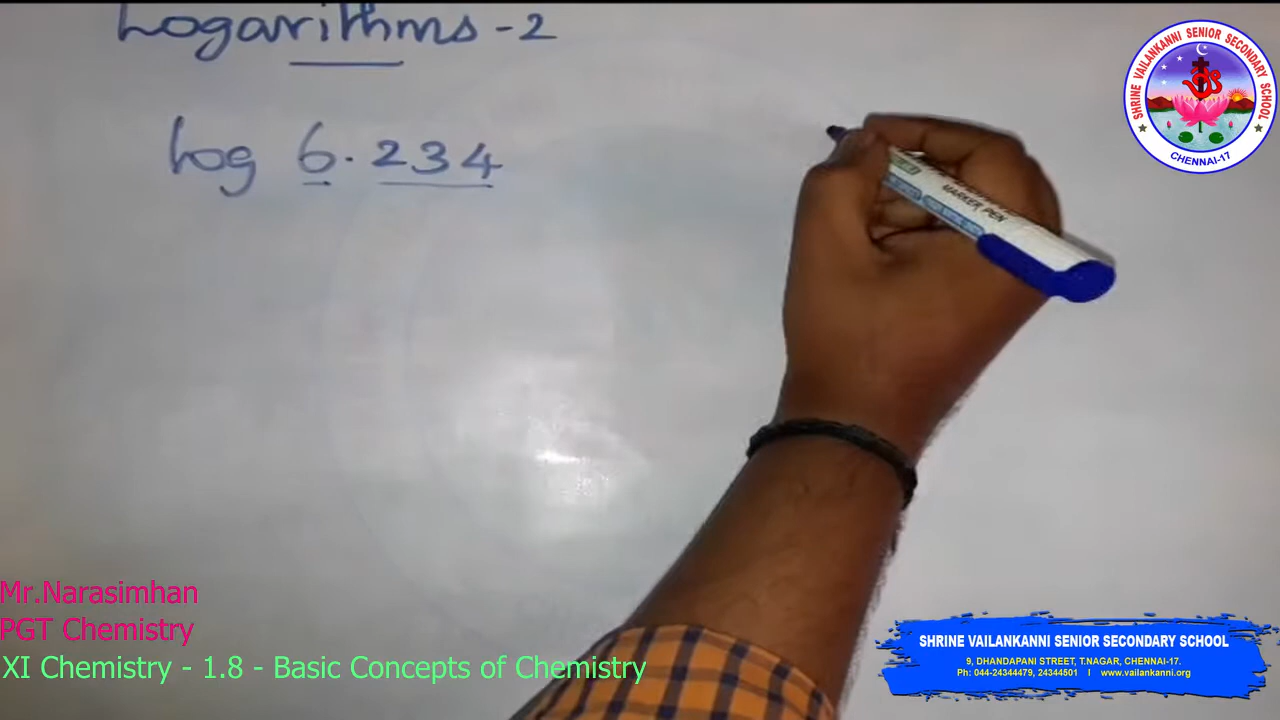 Logarithms - 2
log 6.234
MARKER PEN
SHRINE VAILANKANNI SENIOR SECONDARY SCHOOL
CHENNAI-17
Mr.Narasimhan
PGT Chemistry
XI Chemistry - 1.8 - Basic Concepts of Chemistry
SHRINE VAILANKANNI SENIOR SECONDARY SCHOOL
9, DHANDAPANI STREET, T.NAGAR, CHENNAI-17.
Ph: 044-24344479, 24344501 I www.vailankanni.org